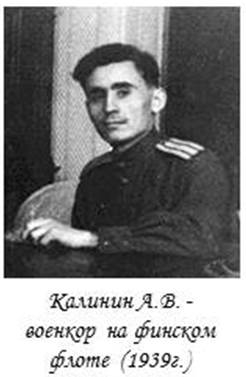 Калинин А.В. -
военкор на финском
флоте (1939г.)